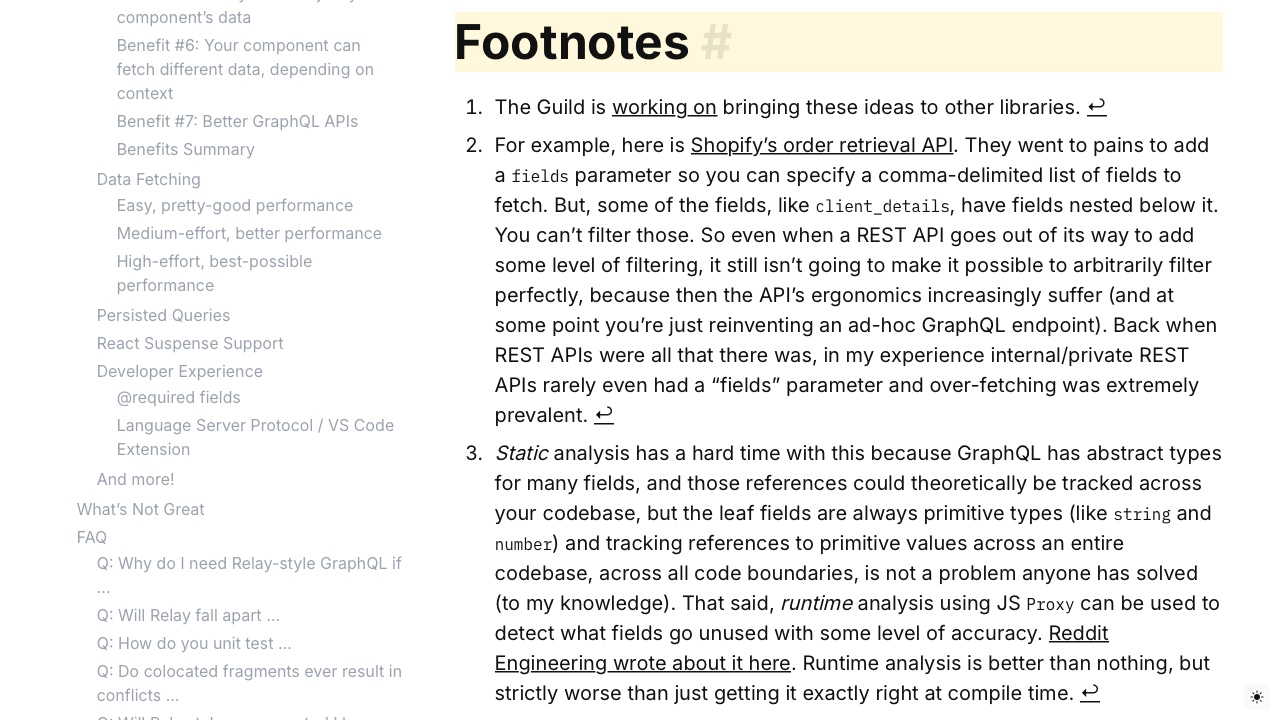 component’s data
Benefit #6: Your component can
fetch different data, depending on
context
Benefit #7: Better GraphQL APIs
Benefits Summary
Data Fetching
Easy, pretty-good performance
Medium-effort, better performance
High-effort, best-possible
performance
Persisted Queries
React Suspense Support
Developer Experience
@required fields
Language Server Protocol / VS Code
Extension
And more!
What’s Not Great
FAQ
Q: Why do I need Relay-style GraphQL if
…
Q: Will Relay fall apart …
Q: How do you unit test …
Q: Do colocated fragments ever result in
conflicts …
Footnotes #
1. The Guild is working on bringing these ideas to other libraries. ↩
2. For example, here is Shopify’s order retrieval API. They went to pains to add
a fields parameter so you can specify a comma-delimited list of fields to
fetch. But, some of the fields, like client_details, have fields nested below it.
You can’t filter those. So even when a REST API goes out of its way to add
some level of filtering, it still isn’t going to make it possible to arbitrarily filter
perfectly, because then the API’s ergonomics increasingly suffer (and at
some point you’re just reinventing an ad-hoc GraphQL endpoint). Back when
REST APIs were all that there was, in my experience internal/private REST
APIs rarely even had a “fields” parameter and over-fetching was extremely
prevalent. ↩
3. Static analysis has a hard time with this because GraphQL has abstract types
for many fields, and those references could theoretically be tracked across
your codebase, but the leaf fields are always primitive types (like string and
number) and tracking references to primitive values across an entire
codebase, across all code boundaries, is not a problem anyone has solved
(to my knowledge). That said, runtime analysis using JS Proxy can be used to
detect what fields go unused with some level of accuracy. Reddit
Engineering wrote about it here. Runtime analysis is better than nothing, but
strictly worse than just getting it exactly right at compile time. ↩